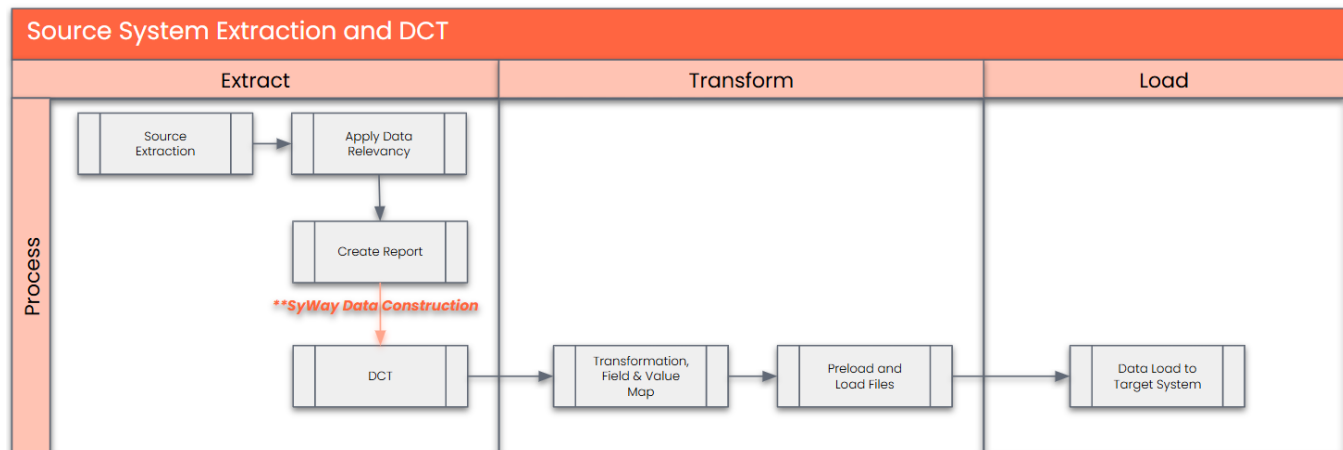 Source System Extraction and DCT
Extract
Transform
Load
Process
Source
Extraction
Apply Data
Relevancy
Create Report
**SyWay Data Construction
DCT
Transformation,
Field & Value
Map
Preload and
Load Files
Data Load to
Target System